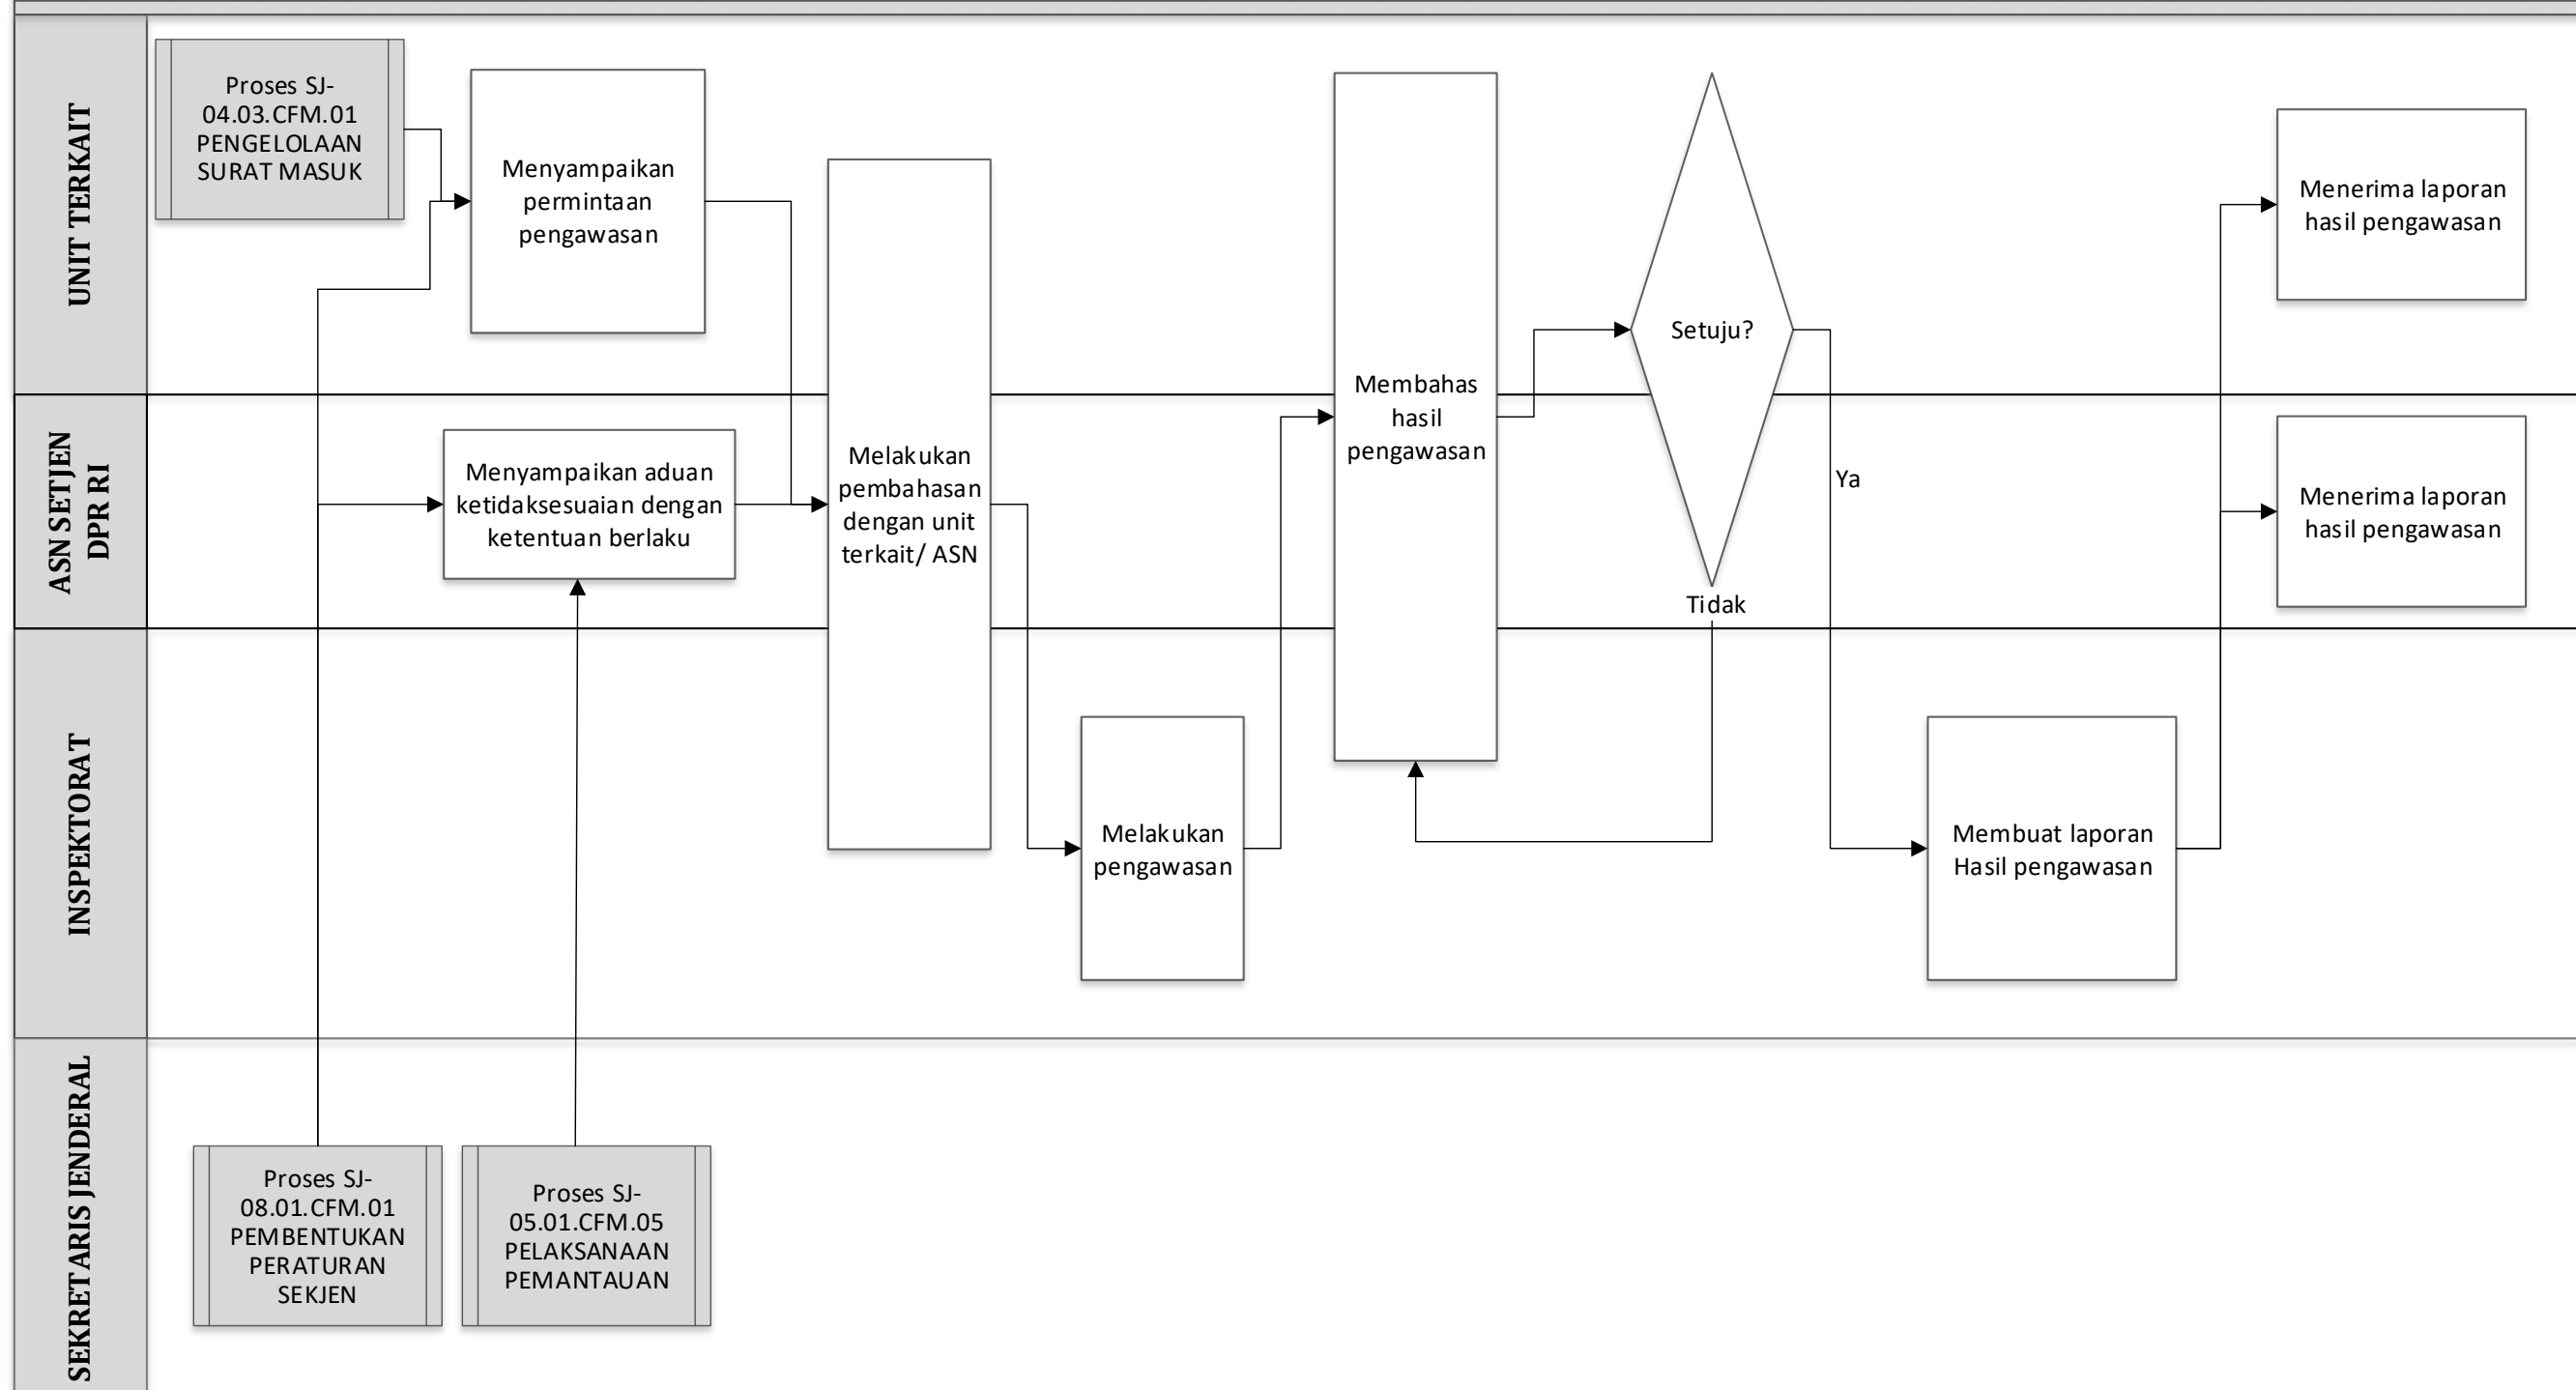 UNIT TERKAIT
Proses SJ-
04.03.CFM.01
PENGELOLAAN
SURAT MASUK
Menyampaikan
permintaan
pengawasan
Setuju?
Menerima laporan
hasil pengawasan
ASN SETJEN
DPR RI
Menyampaikan aduan
ketidaksesuaian dengan
ketentuan berlaku
Melakukan
pembahasan
dengan unit
terkait/ ASN
Membahas
hasil
pengawasan
Ya
Tidak
Menerima laporan
hasil pengawasan
INSPEKTORAT
Melakukan
pengawasan
Membuat laporan
Hasil pengawasan
SEKRETARIS JENDERAL
Proses SJ-
08.01.CFM.01
PEMBENTUKAN
PERATURAN
SEKJEN
Proses SJ-
05.01.CFM.05
PELAKSANAAN
PEMANTAUAN